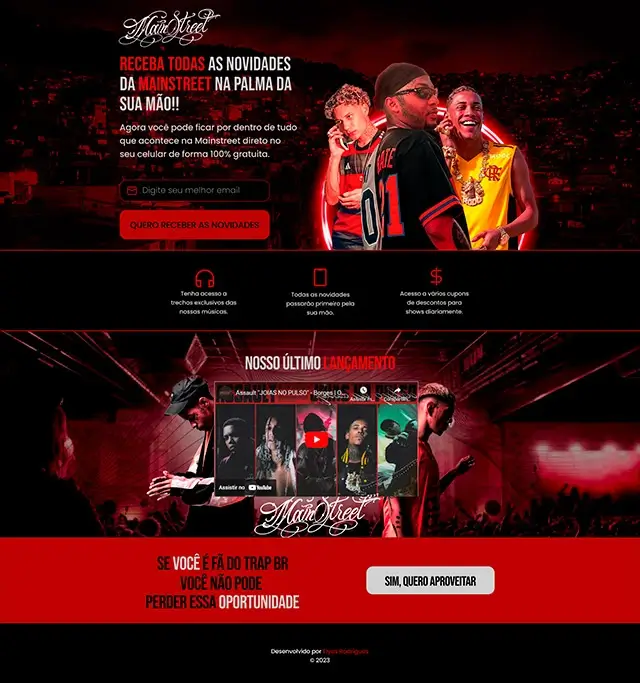 MainStreet
RECEBA TODAS AS NOVIDADES
DA MAINSTREET NA PALMA DA
SUA MÃO!!
Agora você pode ficar por dentro de tudo
que acontece na Mainstreet direto no
seu celular de forma 100% gratuita.
Digite seu melhor email
QUERO RECEBER AS NOVIDADES
Tenha acesso a
trechos exclusivos das
nossas músicas.
Todas as novidades
passarão primeiro pela
sua mão.
Acesso a vários cupons
de descontos para
shows diariamente.
NOSSO ÚLTIMO LANÇAMENTO
Assault "JOIAS NO PULSO" - Borges |
Assistir no YouTube
MainStreet
SE VOCÊ É FÃ DO TRAP BR
VOCÊ NÃO PODE
PERDER ESSA OPORTUNIDADE
SIM, QUERO APROVEITAR
Desenvolvido por Elvys Rodrigues
© 2023